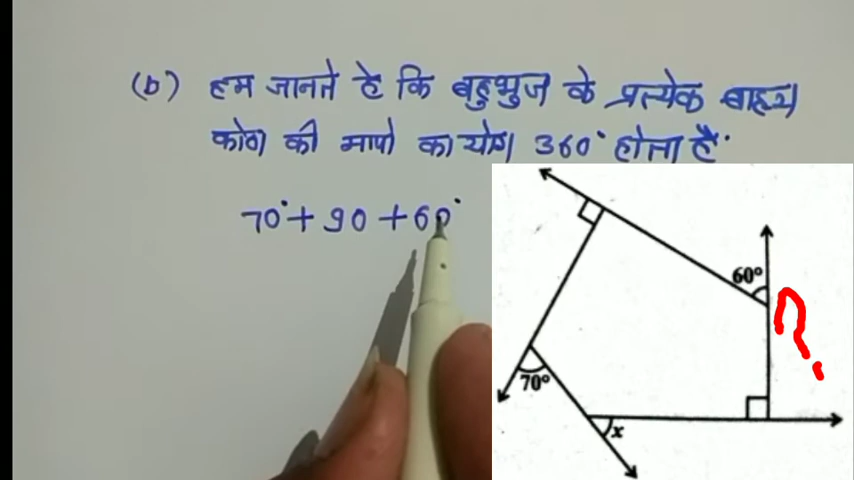 (b) हम जानते है कि बहुभुज के प्रत्येक बाह्य
कोण की मापो का योग 360° होता है.
70° + 90 + 60°
60°
?
70°
x